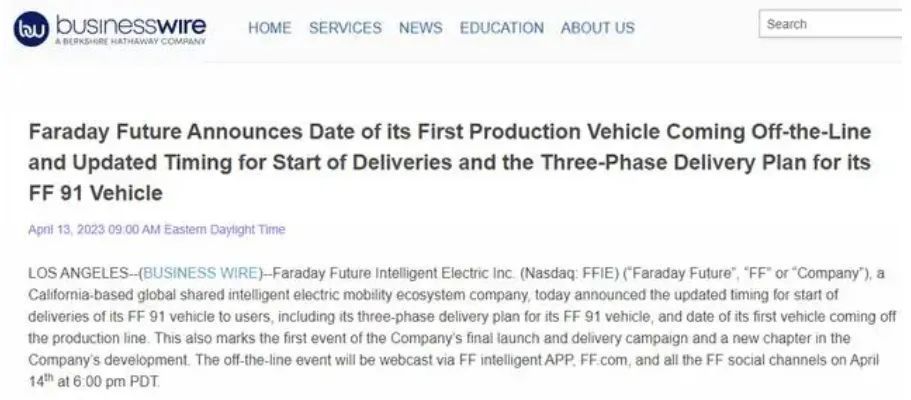 bw businesswire
A BERKSHIRE HATHAWAY COMPANY
HOME SERVICES NEWS EDUCATION ABOUT US
Search
Faraday Future Announces Date of its First Production Vehicle Coming Off-the-Line
and Updated Timing for Start of Deliveries and the Three-Phase Delivery Plan for its
FF 91 Vehicle
April 13, 2023 09:00 AM Eastern Daylight Time
LOS ANGELES--(BUSINESS WIRE)--Faraday Future Intelligent Electric Inc. (Nasdaq: FFIE) (“Faraday Future”, “FF” or “Company”), a
California-based global shared intelligent electric mobility ecosystem company, today announced the updated timing for start of
deliveries of its FF 91 vehicle to users, including its three-phase delivery plan for its FF 91 vehicle, and date of its first vehicle coming off
the production line. This also marks the first event of the Company’s final launch and delivery campaign and a new chapter in the
Company’s development. The off-the-line event will be webcast via FF intelligent APP, FF.com, and all the FF social channels on April
14th at 6:00 pm PDT.